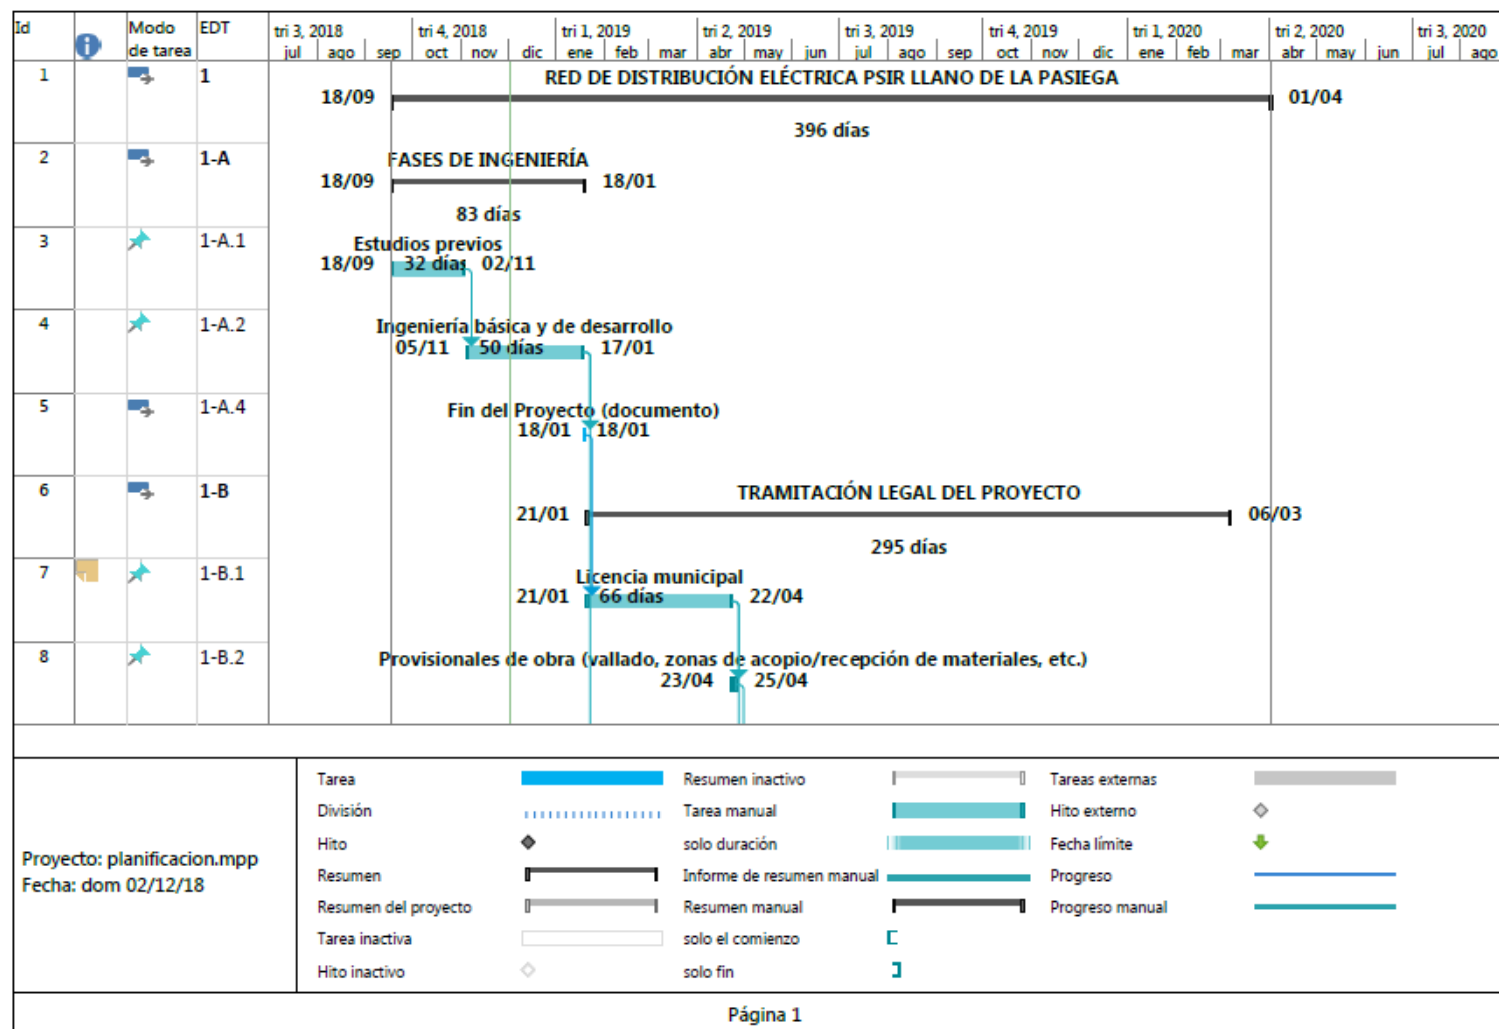 Id Modo de tarea EDT
tri 3, 2018 tri 4, 2018 tri 1, 2019 tri 2, 2019 tri 3, 2019 tri 4, 2019 tri 1, 2020 tri 2, 2020 tri 3, 2020
jul ago sep oct nov dic ene feb mar abr may jun jul ago sep oct nov dic ene feb mar abr may jun jul ago
1 1 RED DE DISTRIBUCIÓN ELÉCTRICA PSIR LLANO DE LA PASIEGA
18/09 01/04
396 días
2 1-A FASES DE INGENIERÍA
18/09 18/01
83 días
3 1-A.1 Estudios previos
18/09 32 días 02/11
4 1-A.2 Ingeniería básica y de desarrollo
05/11 50 días 17/01
5 1-A.4 Fin del Proyecto (documento)
18/01 18/01
6 1-B TRAMITACIÓN LEGAL DEL PROYECTO
21/01 06/03
295 días
7 1-B.1 Licencia municipal
21/01 66 días 22/04
8 1-B.2 Provisionales de obra (vallado, zonas de acopio/recepción de materiales, etc.)
23/04 25/04
Proyecto: planificacion.mpp
Fecha: dom 02/12/18
Tarea Resumen inactivo Tareas externas
División Tarea manual Hito externo
Hito solo duración Fecha límite
Resumen Informe de resumen manual Progreso
Resumen del proyecto Resumen manual Progreso manual
Tarea inactiva solo el comienzo
Hito inactivo solo fin
Página 1